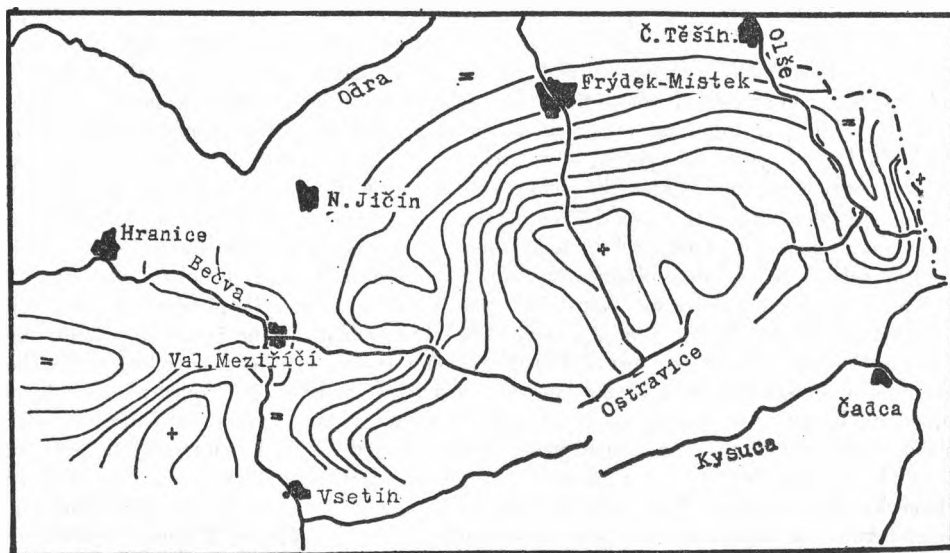 Č. Těšín
Olše
Odra
Frýdek-Místek
N. Jičín
Hranice
Bečva
Val. Meziříčí
Ostravice
Čadca
Kysuca
Vsetín